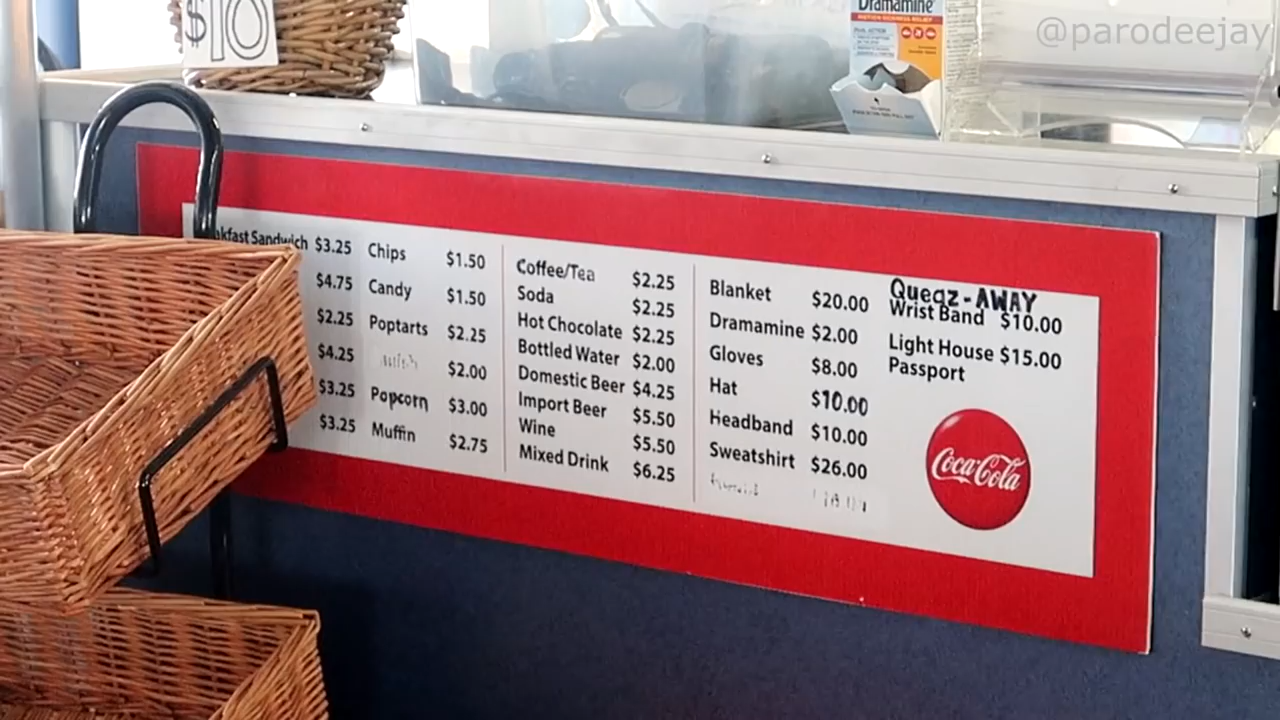 $10
Dramamine
MOTION SICKNESS RELIEF
@parodeejay
kfast Sandwich $3.25
$4.75
$2.25
$4.25
$3.25
$3.25
Chips $1.50
Candy $1.50
Poptarts $2.25
$2.00
Popcorn $3.00
Muffin $2.75
Coffee/Tea $2.25
Soda $2.25
Hot Chocolate $2.25
Bottled Water $2.00
Domestic Beer $4.25
Import Beer $5.50
Wine $5.50
Mixed Drink $6.25
Blanket $20.00
Dramamine $2.00
Gloves $8.00
Hat $10.00
Headband $10.00
Sweatshirt $26.00
Queaz-AWAY
Wrist Band $10.00
Light House $15.00
Passport
Coca-Cola